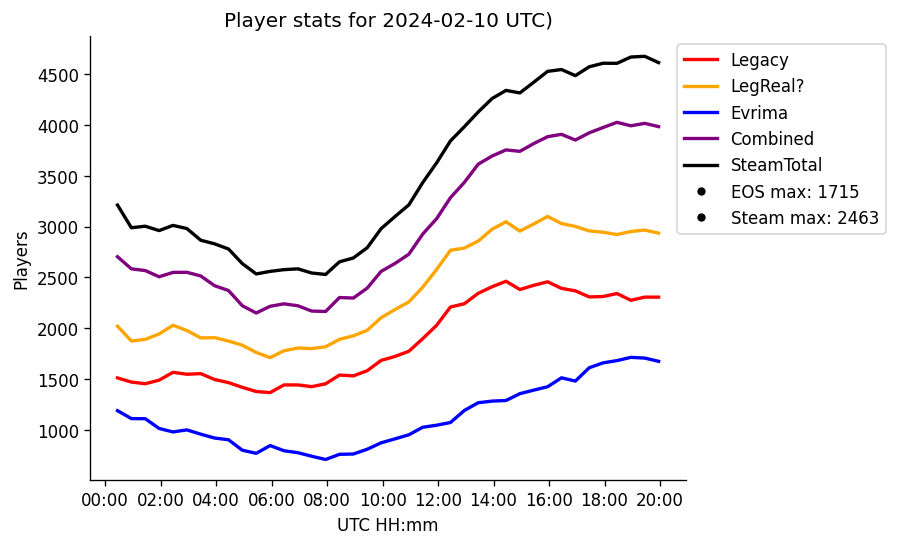 Player stats for 2024-02-10 UTC)
Players
4500
4000
3500
3000
2500
2000
1500
1000
00:00 02:00 04:00 06:00 08:00 10:00 12:00 14:00 16:00 18:00 20:00
UTC HH:mm
Legacy
LegReal?
Evrima
Combined
SteamTotal
EOS max: 1715
Steam max: 2463